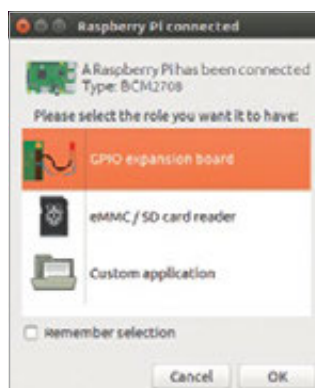 Raspberry Pi connected
A Raspberry Pi has been connected
Type: BCM2708
Please select the role you want it to have:
GPIO expansion board
eMMC / SD card reader
Custom application
Remember selection
Cancel
OK